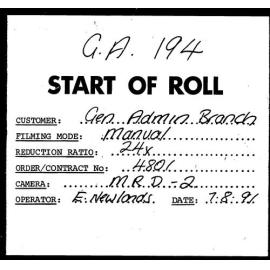 G.A. 194
START OF ROLL
CUSTOMER: Gen. Admin Branch
FILMING MODE: Manual
REDUCTION RATIO: 24x
ORDER/CONTRACT No: 4801
CAMERA: M.R.D-2
OPERATOR: E. Newlands. DATE: 7:8:91